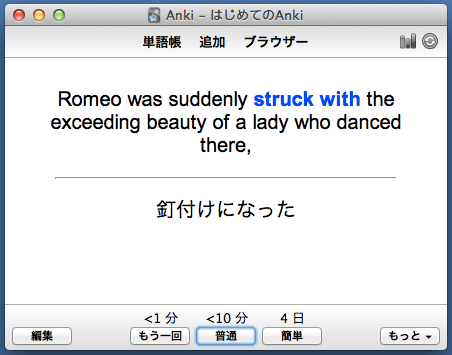 Anki – はじめてのAnki
単語帳 追加 ブラウザー
Romeo was suddenly struck with the
exceeding beauty of a lady who danced
there,
釘付けになった
<1 分 <10 分 4 日
編集 もう一回 普通 簡単 もっと